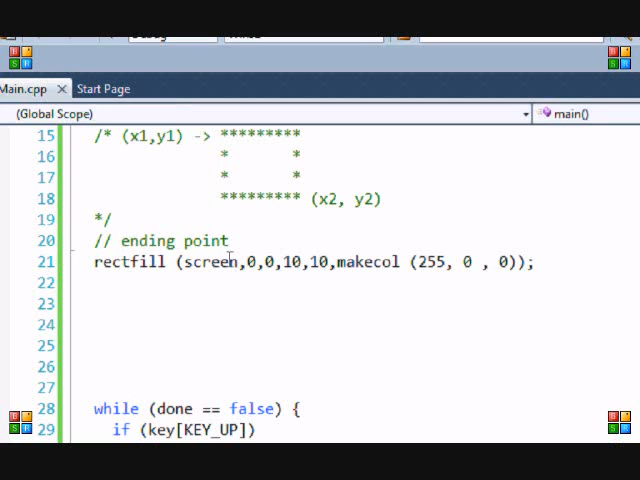 Main.cpp X Start Page
(Global Scope) main()
15 /* (x1,y1) -> *********
16 * *
17 * *
18 ********* (x2, y2)
19 */
20 // ending point
21 rectfill (screen,0,0,10,10,makecol (255, 0 , 0));
22
23
24
25
26
27
28 while (done == false) {
29 if (key[KEY_UP])